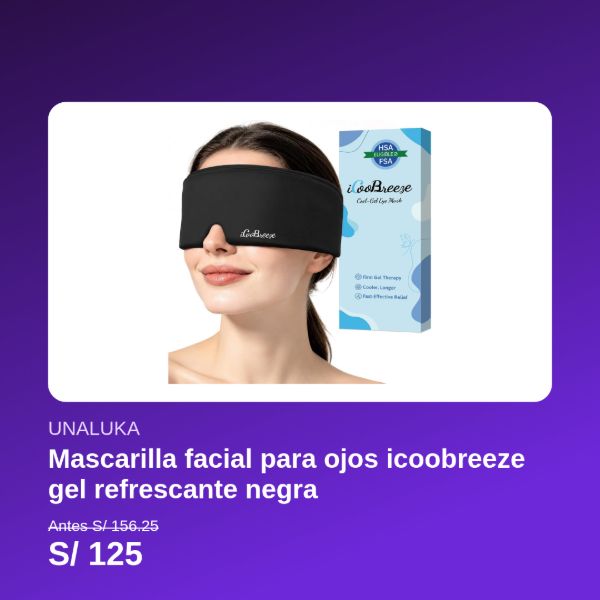 HSA
ELIGIBLE
FSA
iCooBreeze
Cool-Gel Eye Mask
Firm Gel Therapy
Cooler, Longer
Fast-Effective Relief
iCooBreeze
UNALUKA
Mascarilla facial para ojos icoobreeze
gel refrescante negra
Antes S/ 156.25
S/ 125